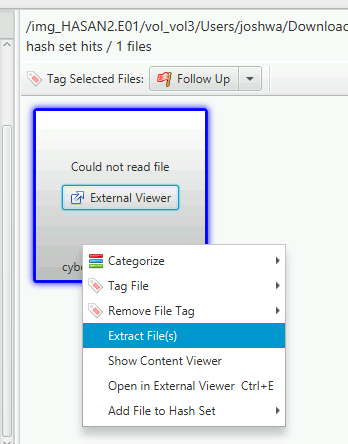 /img_HASAN2.E01/vol_vol3/Users/joshwa/Downloac
hash set hits / 1 files
Tag Selected Files: Follow Up
Could not read file
External Viewer
Categorize
Tag File
Remove File Tag
Extract File(s)
Show Content Viewer
Open in External Viewer Ctrl+E
Add File to Hash Set